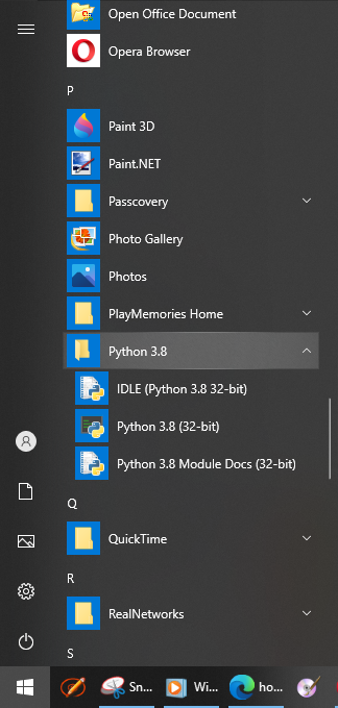 Open Office Document
Opera Browser
P
Paint 3D
Paint.NET
Passcovery
Photo Gallery
Photos
PlayMemories Home
Python 3.8
IDLE (Python 3.8 32-bit)
Python 3.8 (32-bit)
Python 3.8 Module Docs (32-bit)
Q
QuickTime
R
RealNetworks
S
Sn...
Wi...
ho...